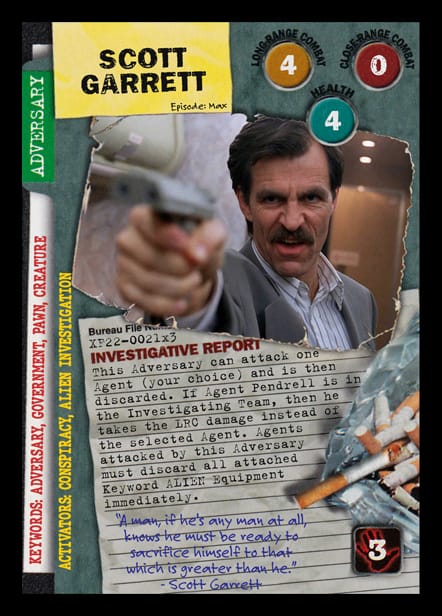 SCOTT
GARRETT
Episode: Max
LONG-RANGE COMBAT
4
CLOSE-RANGE COMBAT
0
HEALTH
4
ADVERSARY
KEYWORDS: ADVERSARY, GOVERNMENT, PAWN, CREATURE
ACTIVATORS: CONSPIRACY, ALIEN INVESTIGATION
Bureau File
XF22-0021x3
INVESTIGATIVE REPORT
This Adversary can attack one
Agent (your choice) and is then
discarded. If Agent Pendrell is in
the Investigating Team, then he
takes the LRC damage instead of
the selected Agent. Agents
attacked by this Adversary
must discard all attached
Keyword ALIEN Equipment
immediately.
"A man, if he's any man at all,
knows he must be ready to
sacrifice himself to that
which is greater than he."
- Scott Garrett
3